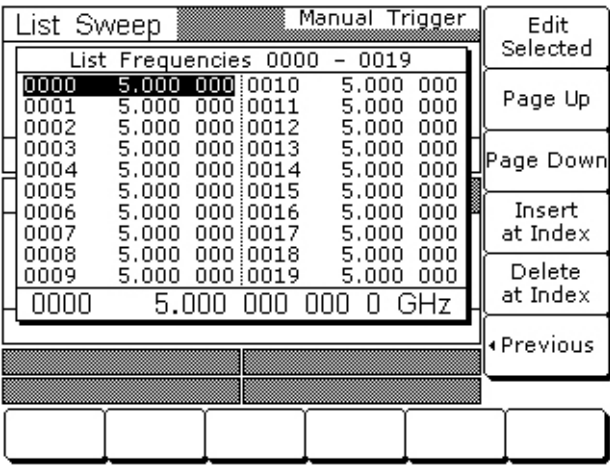 List Sweep
Manual Trigger
List Frequencies 0000 - 0019
0000 5.000 000 0010 5.000 000
0001 5.000 000 0011 5.000 000
0002 5.000 000 0012 5.000 000
0003 5.000 000 0013 5.000 000
0004 5.000 000 0014 5.000 000
0005 5.000 000 0015 5.000 000
0006 5.000 000 0016 5.000 000
0007 5.000 000 0017 5.000 000
0008 5.000 000 0018 5.000 000
0009 5.000 000 0019 5.000 000
0000 5.000 000 000 0 GHz
Edit
Selected
Page Up
Page Down
Insert
at Index
Delete
at Index
Previous